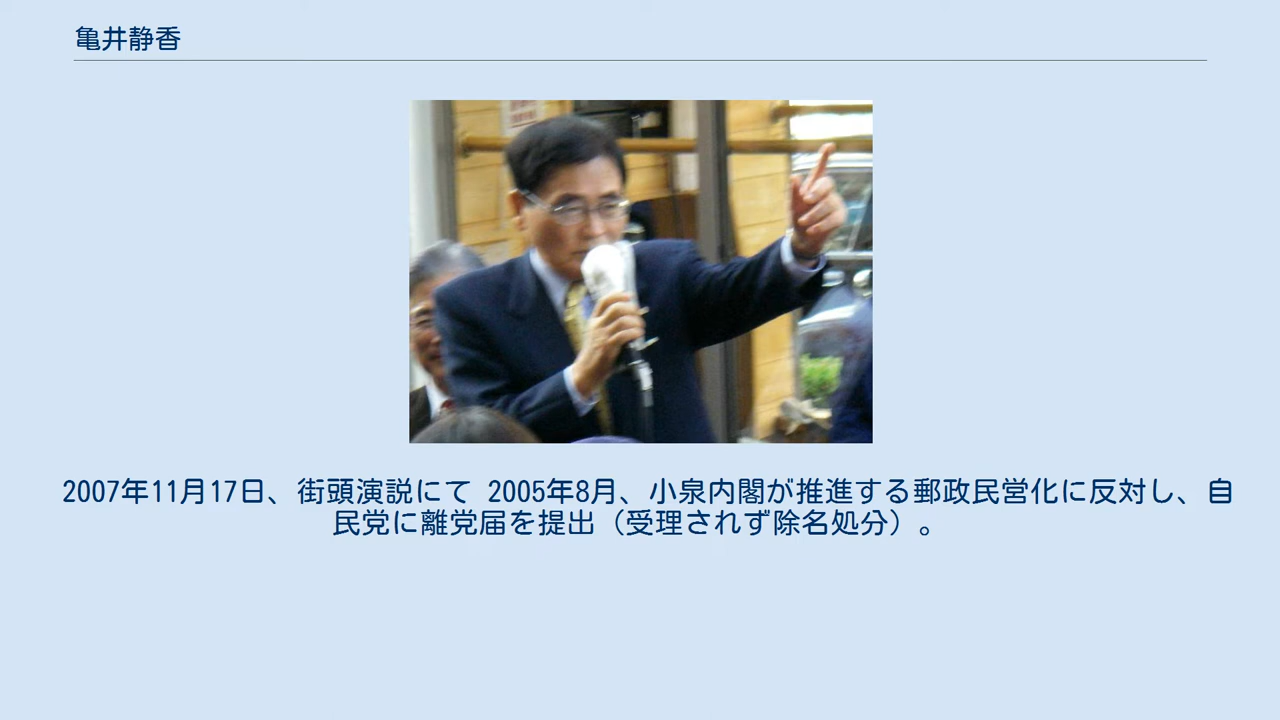 亀井静香
2007年11月17日、街頭演説にて 2005年8月、小泉内閣が推進する郵政民営化に反対し、自
民党に離党届を提出（受理されず除名処分）。